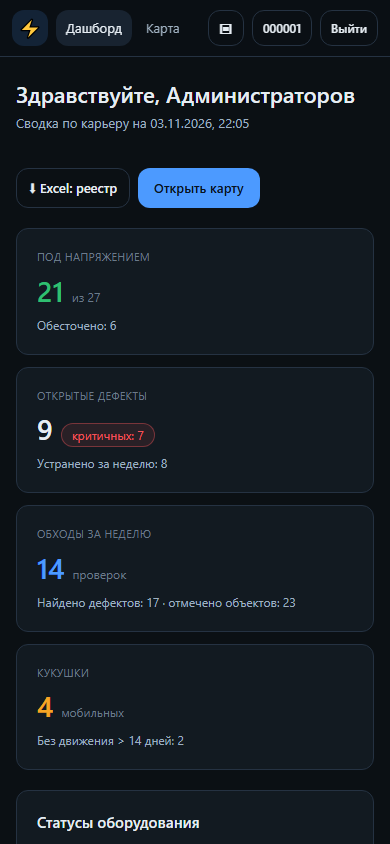 Дашборд
Карта
000001
Выйти
Здравствуйте, Администраторов
Сводка по карьеру на 03.11.2026, 22:05
⬇ Excel: реестр
Открыть карту
ПОД НАПРЯЖЕНИЕМ
21 из 27
Обесточено: 6
ОТКРЫТЫЕ ДЕФЕКТЫ
9 критичных: 7
Устранено за неделю: 8
ОБХОДЫ ЗА НЕДЕЛЮ
14 проверок
Найдено дефектов: 17 · отмечено объектов: 23
КУКУШКИ
4 мобильных
Без движения > 14 дней: 2
Статусы оборудования